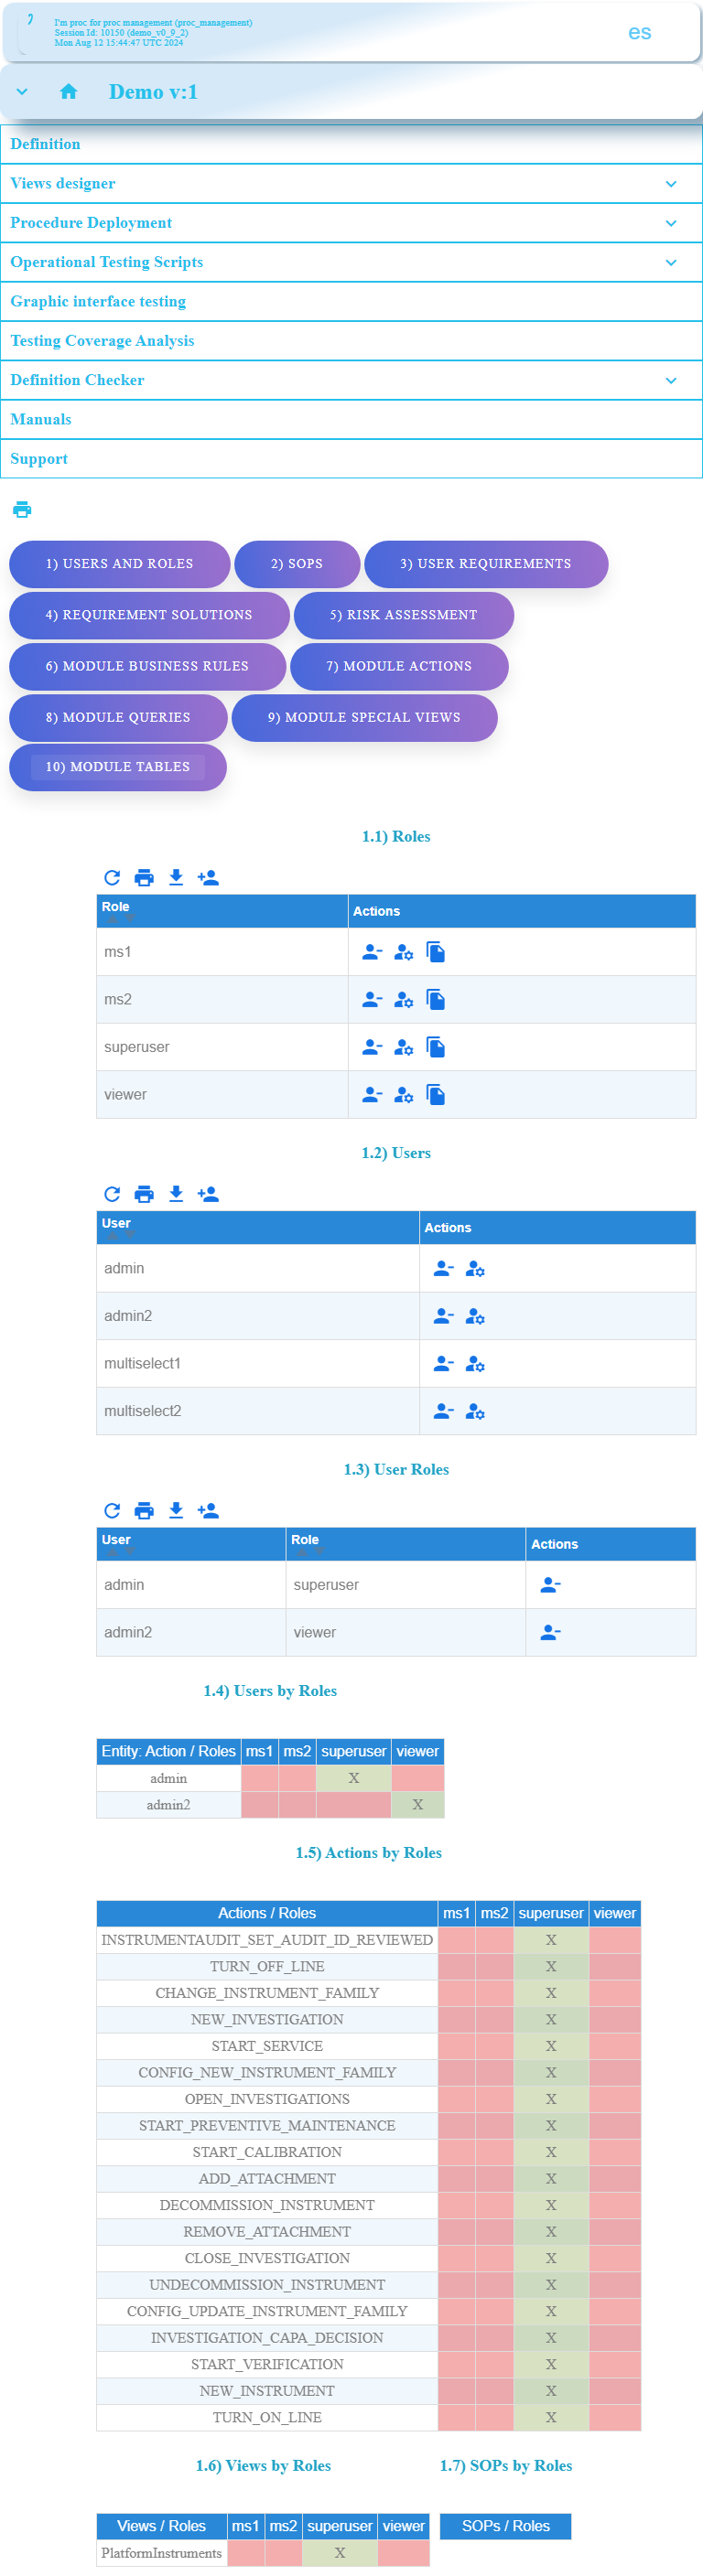 I'm proc for proc management (proc_management)
Session Id: 10150 (demo_v0_9_2)
Mon Aug 12 15:44:47 UTC 2024
es
Demo v:1
Definition
Views designer
Procedure Deployment
Operational Testing Scripts
Graphic interface testing
Testing Coverage Analysis
Definition Checker
Manuals
Support
1) USERS AND ROLES 2) SOPS 3) USER REQUIREMENTS
4) REQUIREMENT SOLUTIONS 5) RISK ASSESSMENT
6) MODULE BUSINESS RULES 7) MODULE ACTIONS
8) MODULE QUERIES 9) MODULE SPECIAL VIEWS
10) MODULE TABLES
1.1) Roles
Role Actions
ms1
ms2
superuser
viewer
1.2) Users
User Actions
admin
admin2
multiselect1
multiselect2
1.3) User Roles
User Role Actions
admin superuser
admin2 viewer
1.4) Users by Roles
Entity: Action / Roles ms1 ms2 superuser viewer
admin X
admin2 X
1.5) Actions by Roles
Actions / Roles ms1 ms2 superuser viewer
INSTRUMENTAUDIT_SET_AUDIT_ID_REVIEWED X
TURN_OFF_LINE X
CHANGE_INSTRUMENT_FAMILY X
NEW_INVESTIGATION X
START_SERVICE X
CONFIG_NEW_INSTRUMENT_FAMILY X
OPEN_INVESTIGATIONS X
START_PREVENTIVE_MAINTENANCE X
START_CALIBRATION X
ADD_ATTACHMENT X
DECOMMISSION_INSTRUMENT X
REMOVE_ATTACHMENT X
CLOSE_INVESTIGATION X
UNDECOMMISSION_INSTRUMENT X
CONFIG_UPDATE_INSTRUMENT_FAMILY X
INVESTIGATION_CAPA_DECISION X
START_VERIFICATION X
NEW_INSTRUMENT X
TURN_ON_LINE X
1.6) Views by Roles 1.7) SOPs by Roles
Views / Roles ms1 ms2 superuser viewer SOPs / Roles
PlatformInstruments X